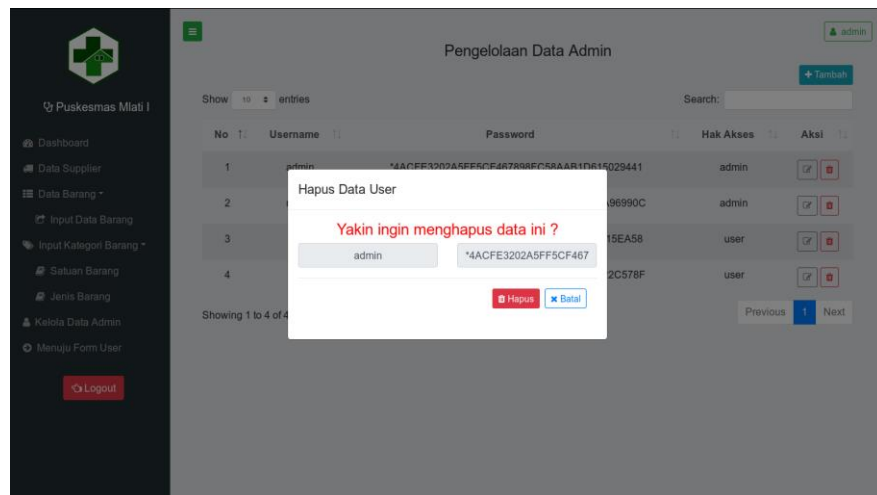 admin
Pengelolaan Data Admin
Tambah
Puskesmas Mlati I
Show 10 entries
Search:
No Username Password Hak Akses Aksi
Dashboard
Data Supplier
Data Barang
Input Data Barang
Input Kategori Barang
Satuan Barang
Jenis Barang
Kelola Data Admin
Menuju Form User
Logout
1 admin admin
2 A96990C admin
3 15EA58 user
4 2C578F user
Hapus Data User
Yakin ingin menghapus data ini ?
admin *4ACFE3202A5FF5CF467
Hapus Batal
Showing 1 to 4 of 4
Previous 1 Next